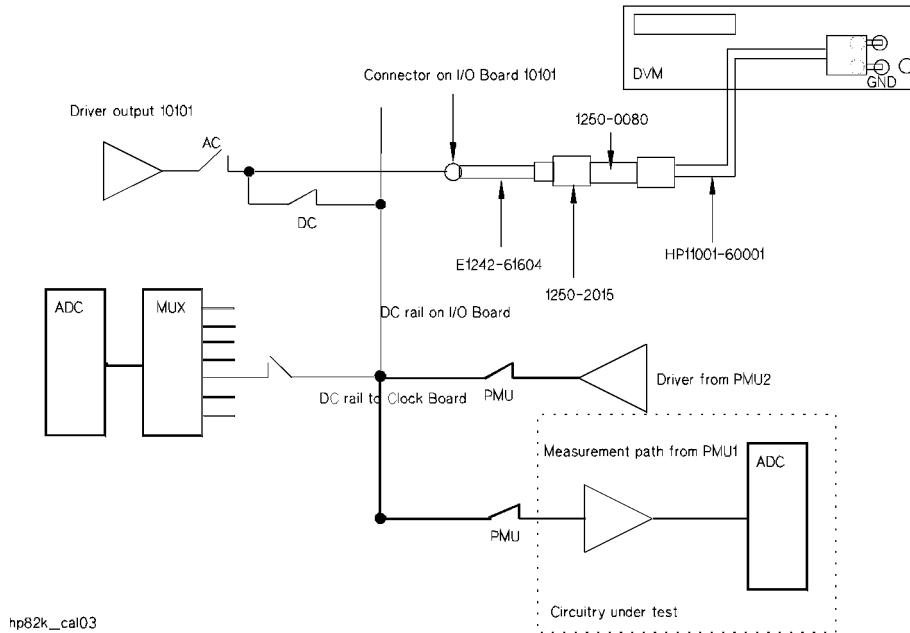 Connector on I/O Board 10101
DVM
GND
Driver output 10101
1250-0080
AC
DC
E1242-61604
HP11001-60001
1250-2015
ADC
MUX
DC rail on I/O Board
DC rail to Clock Board
PMU
Driver from PMU2
Measurement path from PMU1
ADC
PMU
Circuitry under test
hp82k_cal03